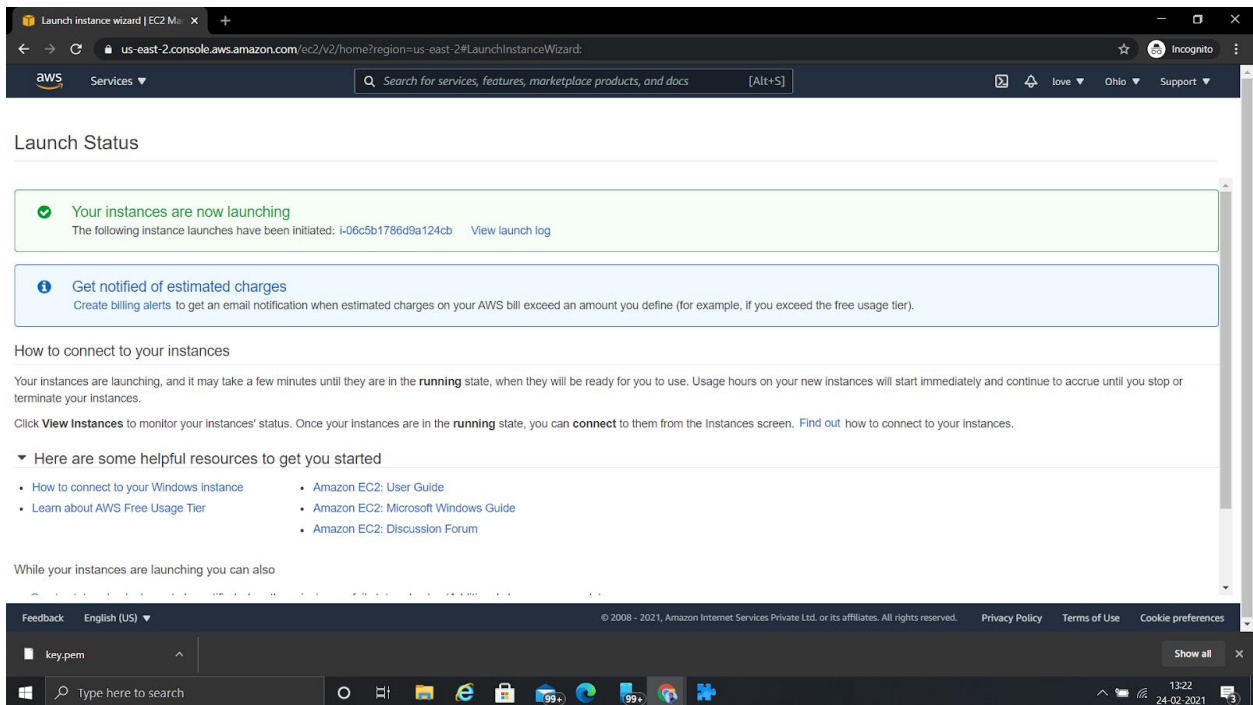 Launch instance wizard | EC2 Ma
us-east-2.console.aws.amazon.com/ec2/v2/home?region=us-east-2#LaunchInstanceWizard:
Incognito
aws Services Search for services, features, marketplace products, and docs [Alt+S] love Ohio Support
Launch Status
Your instances are now launching
The following instance launches have been initiated: i-06c5b1786d9a124cb View launch log
Get notified of estimated charges
Create billing alerts to get an email notification when estimated charges on your AWS bill exceed an amount you define (for example, if you exceed the free usage tier).
How to connect to your instances
Your instances are launching, and it may take a few minutes until they are in the running state, when they will be ready for you to use. Usage hours on your new instances will start immediately and continue to accrue until you stop or
terminate your instances.
Click View Instances to monitor your instances' status. Once your instances are in the running state, you can connect to them from the Instances screen. Find out how to connect to your instances.
Here are some helpful resources to get you started
How to connect to your Windows instance
Learn about AWS Free Usage Tier
Amazon EC2: User Guide
Amazon EC2: Microsoft Windows Guide
Amazon EC2: Discussion Forum
While your instances are launching you can also
Feedback English (US) © 2008 - 2021, Amazon Internet Services Private Ltd. or its affiliates. All rights reserved. Privacy Policy Terms of Use Cookie preferences
key.pem Show all
Type here to search 99+ 99+ 13:22
24-02-2021 3